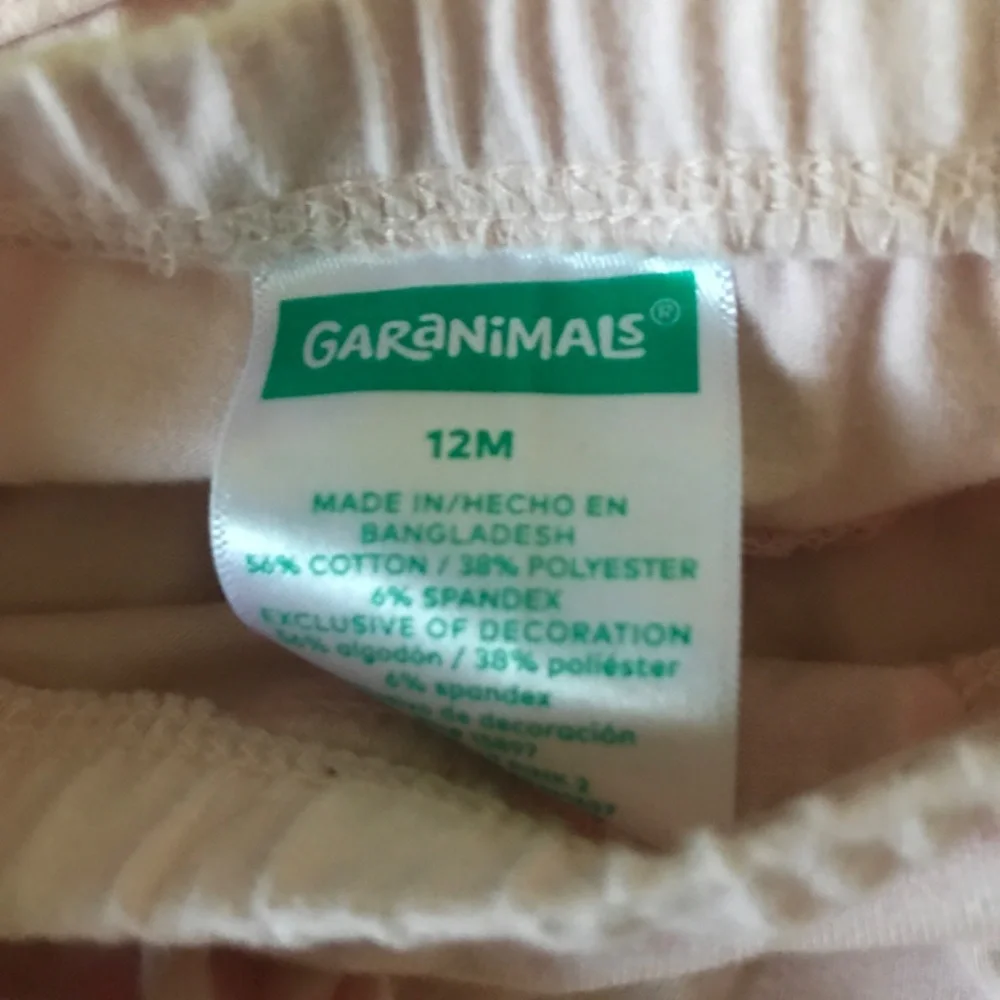 GARANIMALS®
12M
MADE IN/HECHO EN
BANGLADESH
56% COTTON / 38% POLYESTER
6% SPANDEX
EXCLUSIVE OF DECORATION
56% algodón / 38% poliéster
6% spandex
de decoración